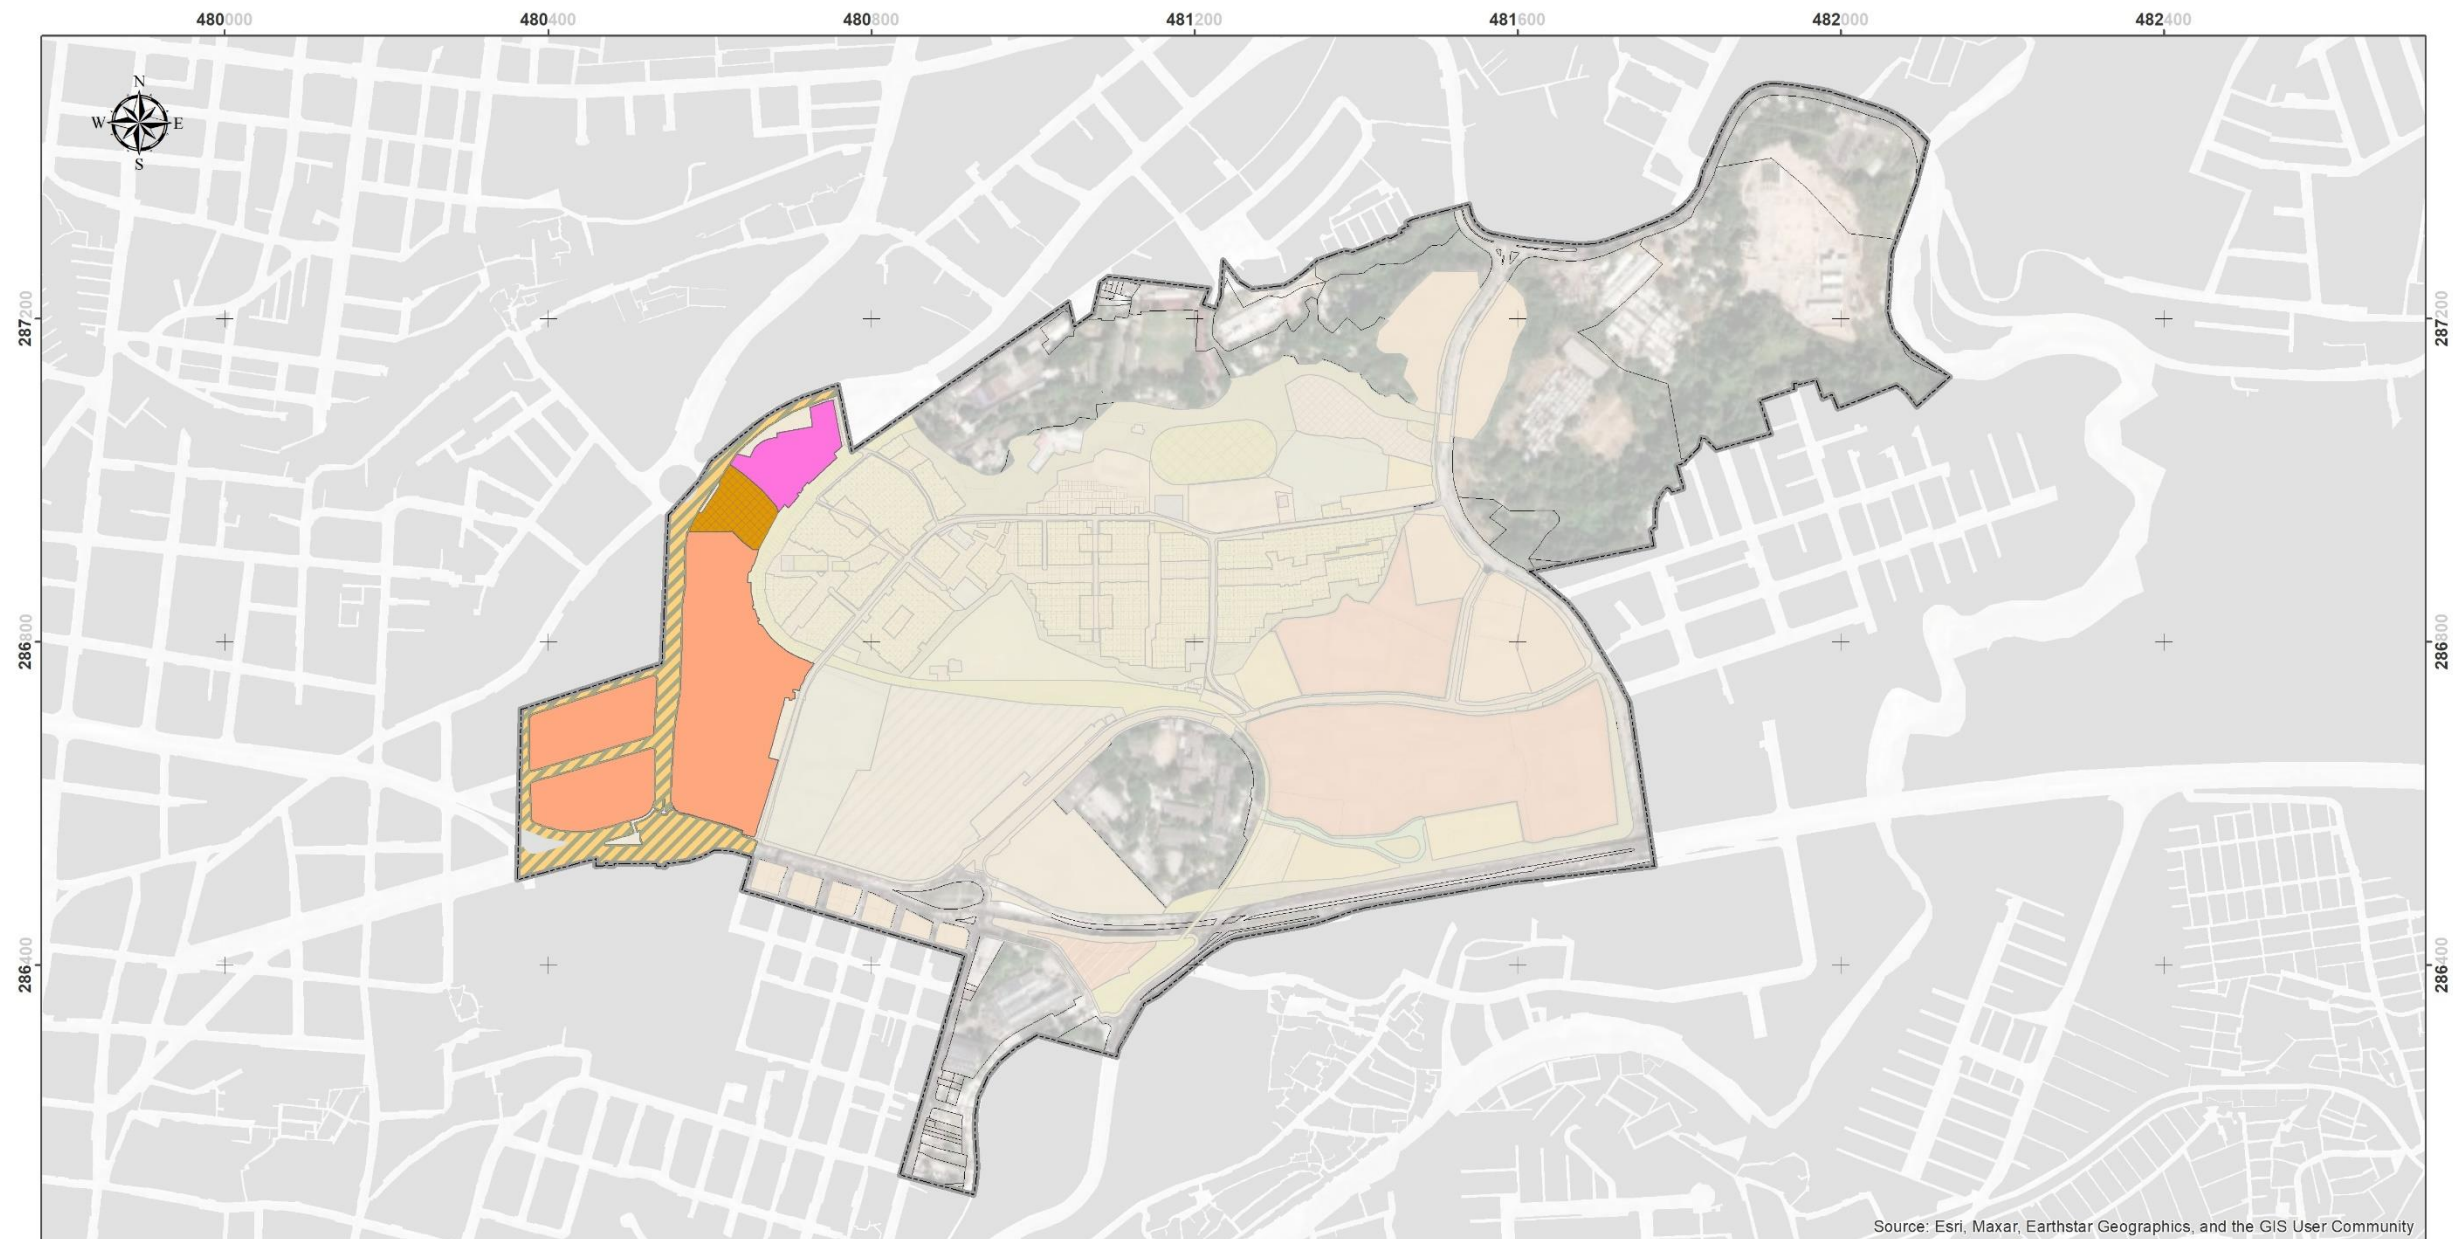 480000 480400 480800 481200 481600 482000 482400
N
W E
S
287200 287200
286800 286800
286400 286400
Source: Esri, Maxar, Earthstar Geographics, and the GIS User Community